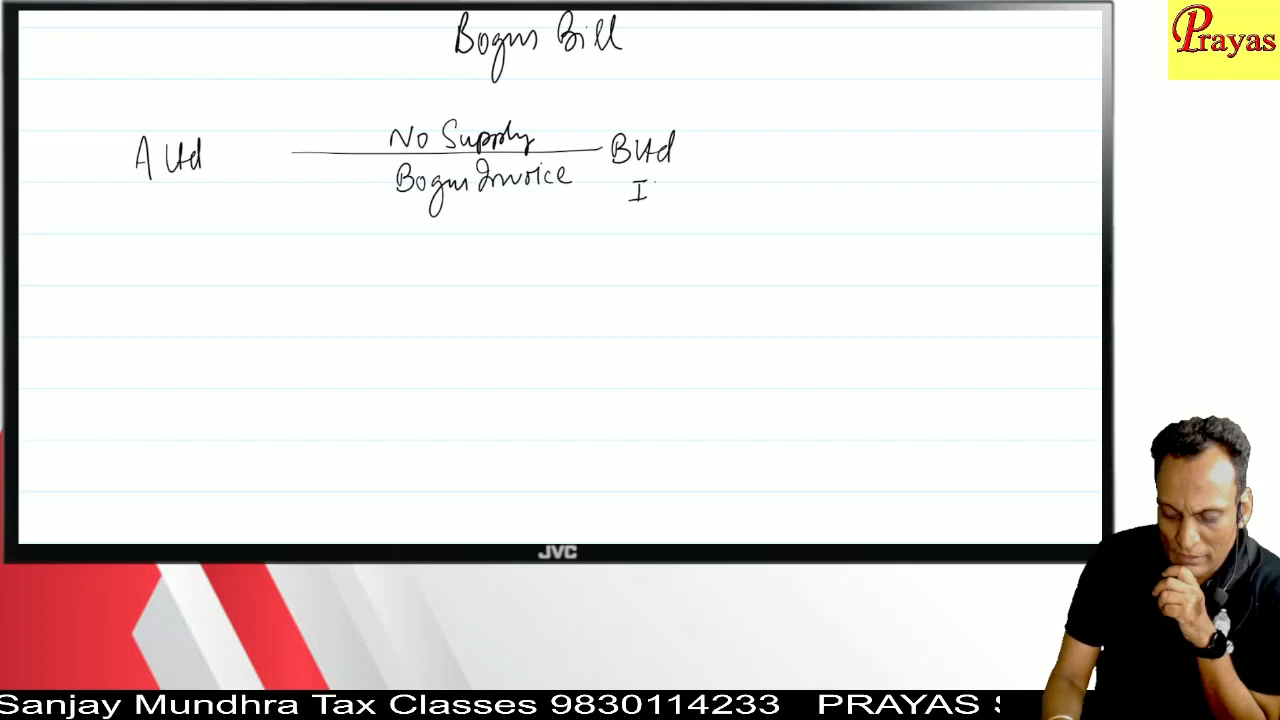 Bogus Bill
Prayas
A Ltd No Supply B Ltd
Bogus Invoice
I
JVC
Sanjay Mundhra Tax Classes 9830114233 PRAYAS S